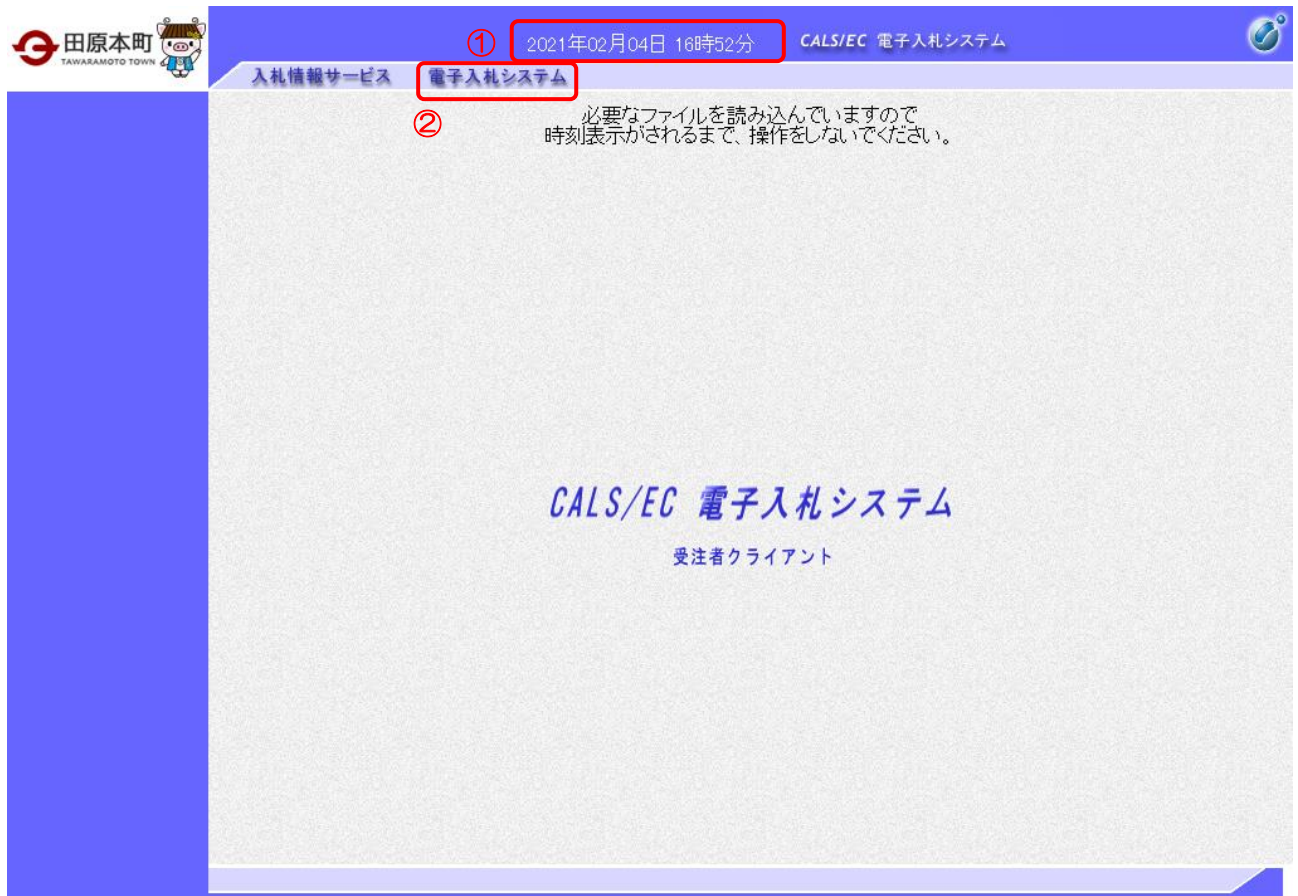 田原本町
TAWARAMOTO TOWN
① 2021年02月04日 16時52分 CALS/EC 電子入札システム
入札情報サービス 電子入札システム
②
必要なファイルを読み込んでいますので
時刻表示がされるまで、操作をしないでください。
CALS/EC 電子入札システム
受注者クライアント